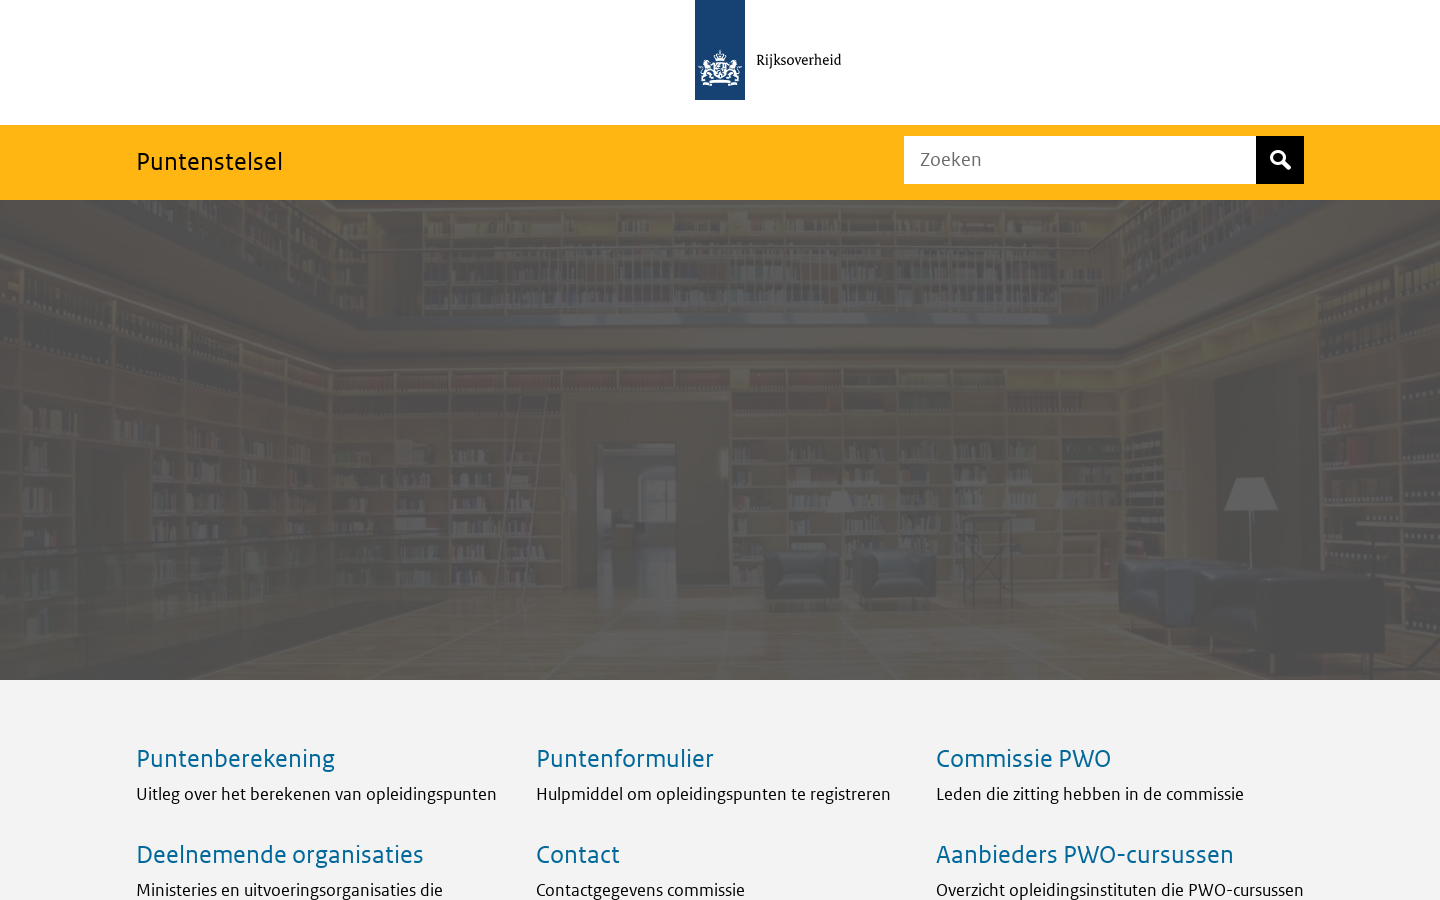 Rijksoverheid
Puntenstelsel
Zoeken
Puntenberekening
Uitleg over het berekenen van opleidingspunten
Puntenformulier
Hulpmiddel om opleidingspunten te registreren
Commissie PWO
Leden die zitting hebben in de commissie
Deelnemende organisaties
Ministeries en uitvoeringsorganisaties die
Contact
Contactgegevens commissie
Aanbieders PWO-cursussen
Overzicht opleidingsinstituten die PWO-cursussen